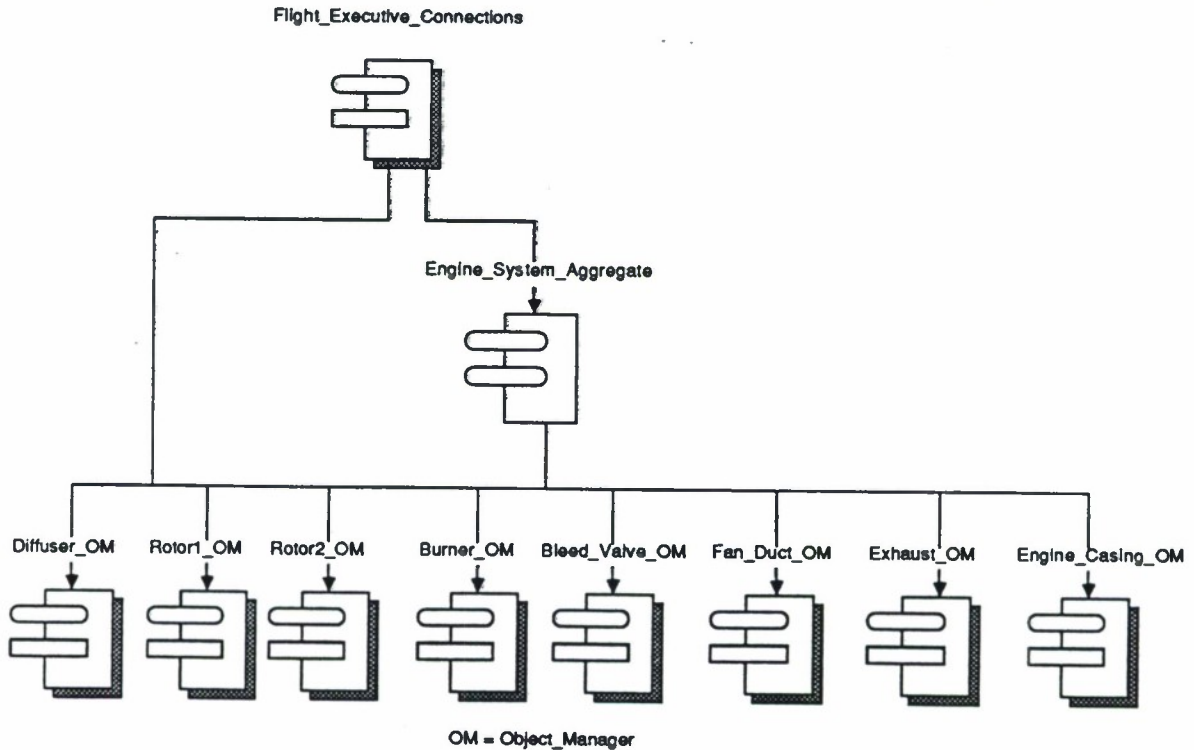 Flight_Executive_Connections
Engine_System_Aggregate
Diffuser_OM
Rotor1_OM
Rotor2_OM
Burner_OM
Bleed_Valve_OM
Fan_Duct_OM
Exhaust_OM
Engine_Casing_OM
OM = Object_Manager